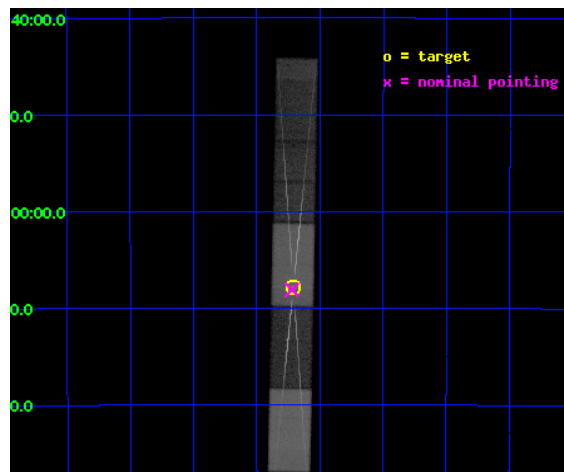 40:00.0
o = target
x = nominal pointing
0.0
00:00.0
0.0
0.0